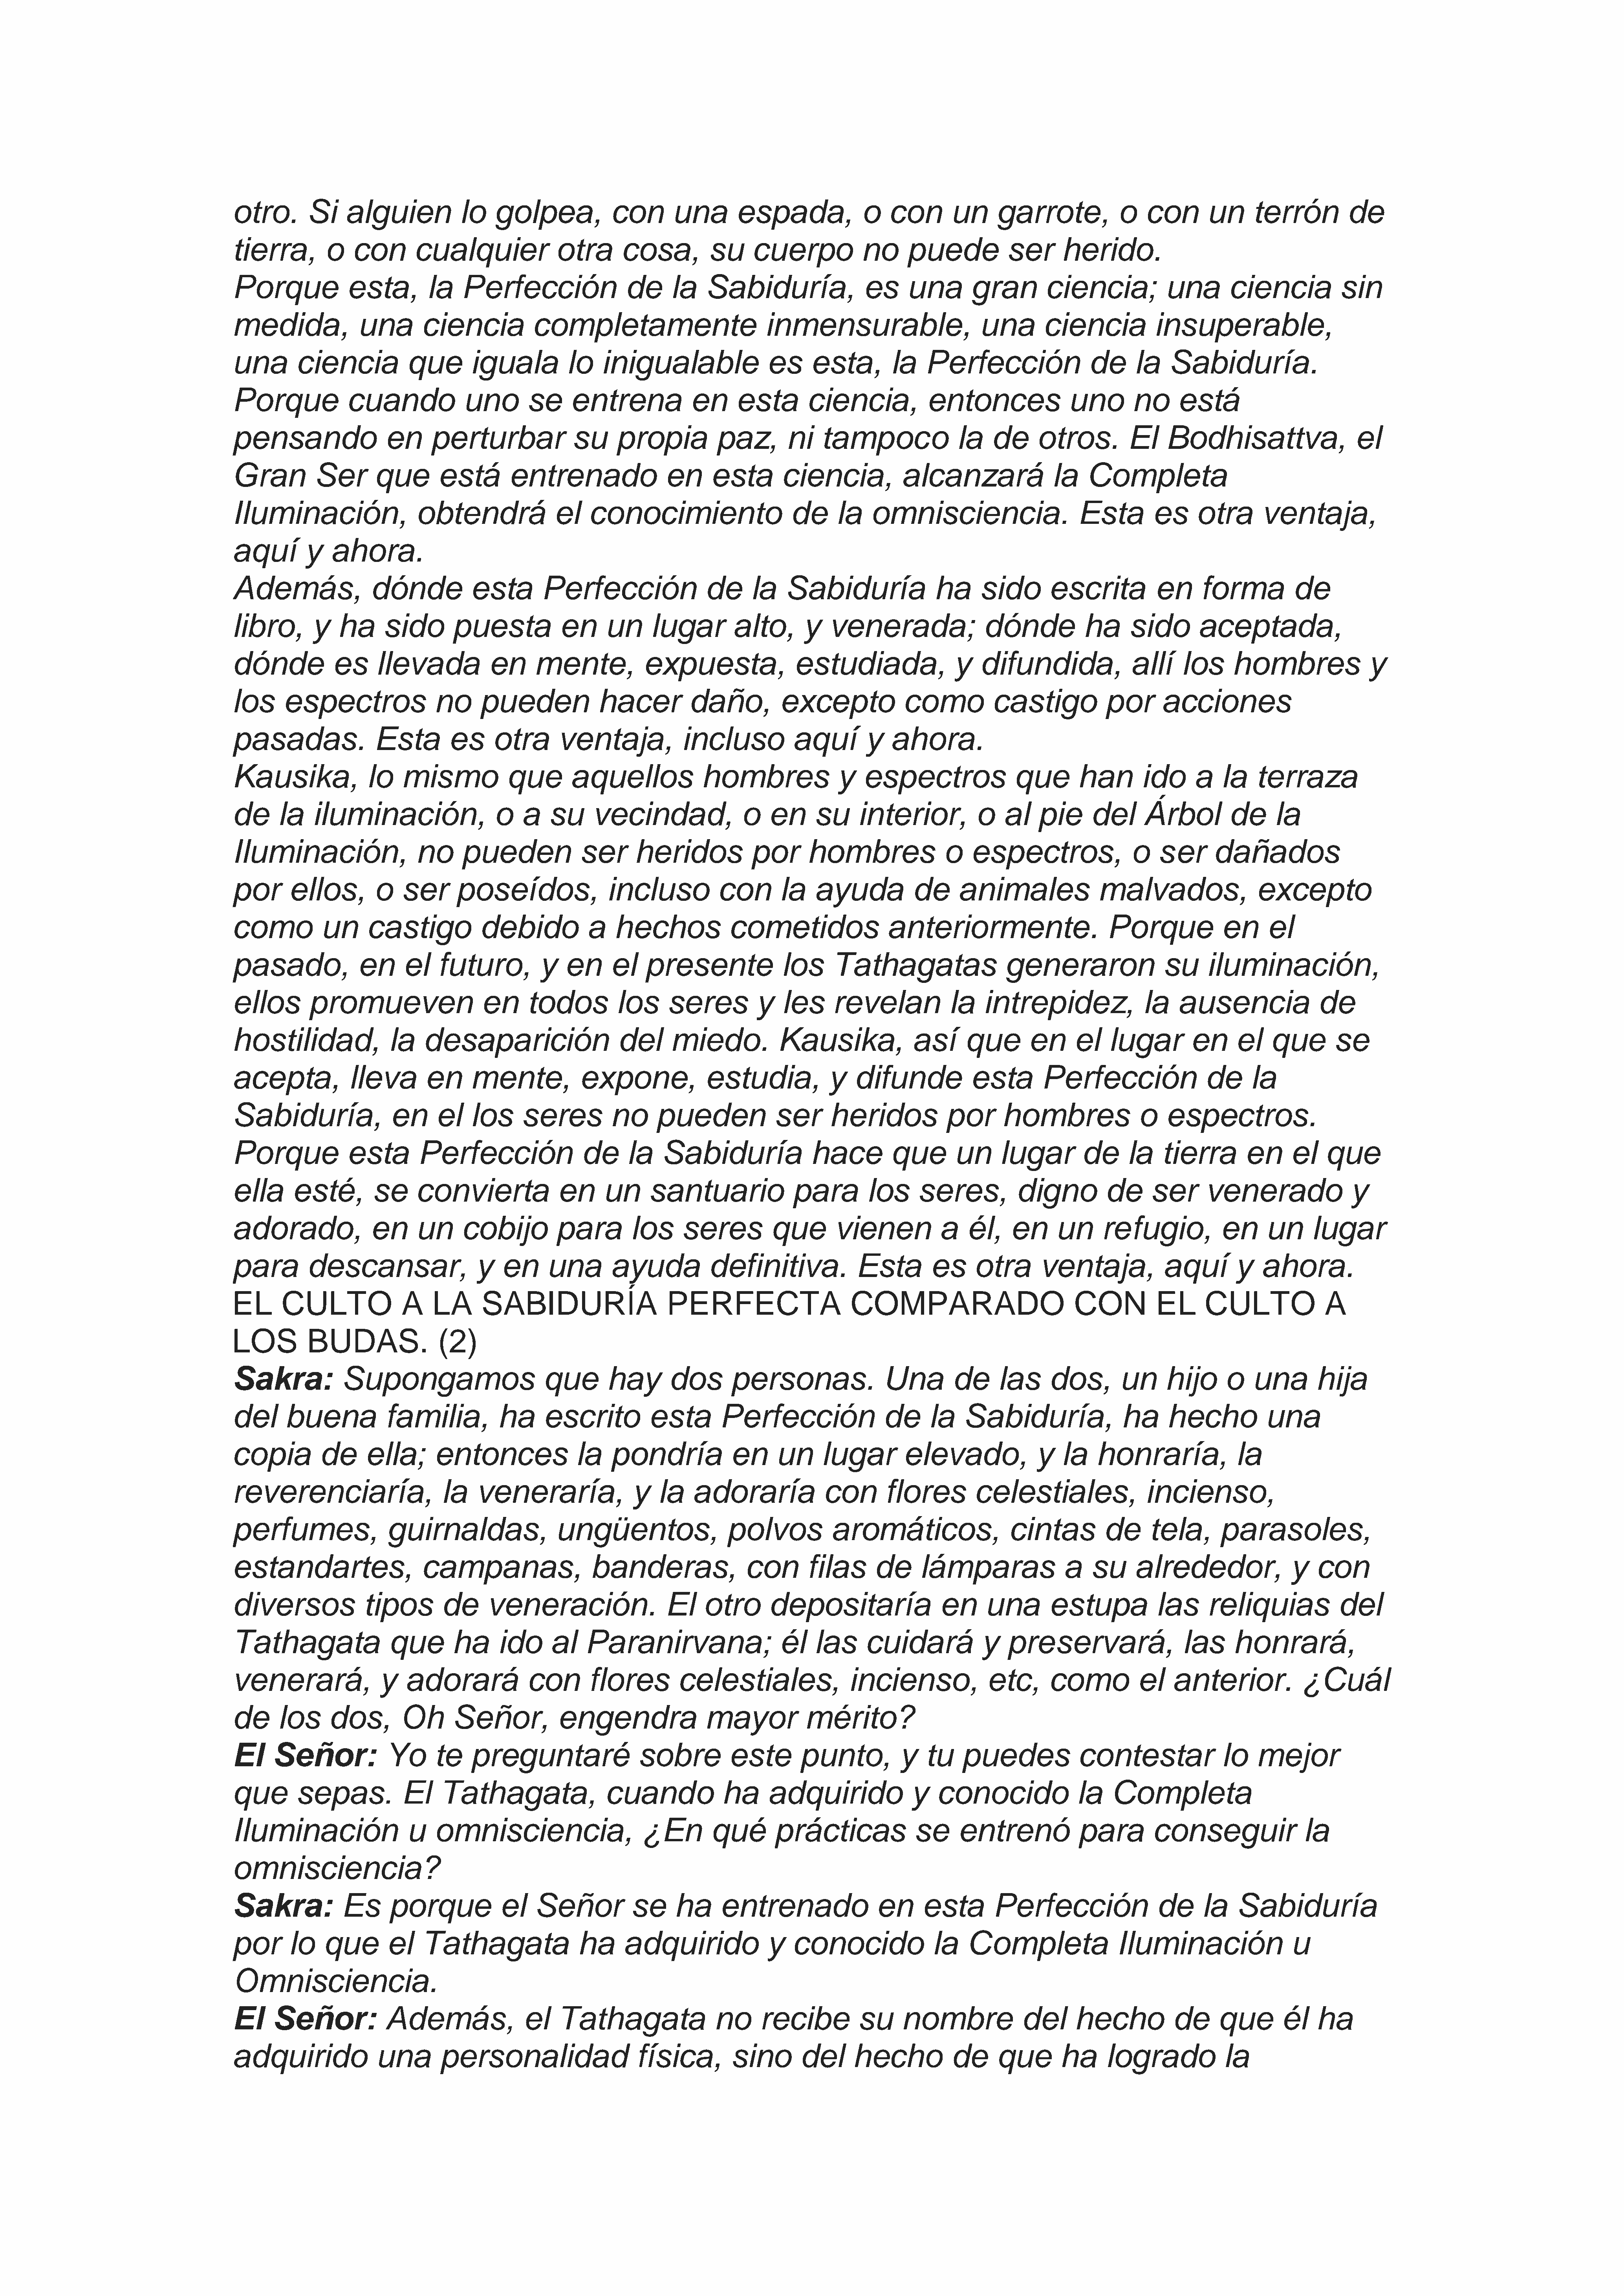 otro. Si alguien lo golpea, con una espada, o con un garrote, o con un terrón de
tierra, o con cualquier otra cosa, su cuerpo no puede ser herido.
Porque esta, la Perfección de la Sabiduría, es una gran ciencia; una ciencia sin
medida, una ciencia completamente inmensurable, una ciencia insuperable,
una ciencia que iguala lo inigualable es esta, la Perfección de la Sabiduría.
Porque cuando uno se entrena en esta ciencia, entonces uno no está
pensando en perturbar su propia paz, ni tampoco la de otros. El Bodhisattva, el
Gran Ser que está entrenado en esta ciencia, alcanzará la Completa
Iluminación, obtendrá el conocimiento de la omnisciencia. Esta es otra ventaja,
aquí y ahora.
Además, dónde esta Perfección de la Sabiduría ha sido escrita en forma de
libro, y ha sido puesta en un lugar alto, y venerada; dónde ha sido aceptada,
dónde es llevada en mente, expuesta, estudiada, y difundida, allí los hombres y
los espectros no pueden hacer daño, excepto como castigo por acciones
pasadas. Esta es otra ventaja, incluso aquí y ahora.
Kausika, lo mismo que aquellos hombres y espectros que han ido a la terraza
de la iluminación, o a su vecindad, o en su interior, o al pie del Árbol de la
Iluminación, no pueden ser heridos por hombres o espectros, o ser dañados
por ellos, o ser poseídos, incluso con la ayuda de animales malvados, excepto
como un castigo debido a hechos cometidos anteriormente. Porque en el
pasado, en el futuro, y en el presente los Tathagatas generaron su iluminación,
ellos promueven en todos los seres y les revelan la intrepidez, la ausencia de
hostilidad, la desaparición del miedo. Kausika, así que en el lugar en el que se
acepta, lleva en mente, expone, estudia, y difunde esta Perfección de la
Sabiduría, en el los seres no pueden ser heridos por hombres o espectros.
Porque esta Perfección de la Sabiduría hace que un lugar de la tierra en el que
ella esté, se convierta en un santuario para los seres, digno de ser venerado y
adorado, en un cobijo para los seres que vienen a él, en un refugio, en un lugar
para descansar, y en una ayuda definitiva. Esta es otra ventaja, aquí y ahora.
EL CULTO A LA SABIDURÍA PERFECTA COMPARADO CON EL CULTO A
LOS BUDAS. (2)
Sakra: Supongamos que hay dos personas. Una de las dos, un hijo o una hija
del buena familia, ha escrito esta Perfección de la Sabiduría, ha hecho una
copia de ella; entonces la pondría en un lugar elevado, y la honraría, la
reverenciaría, la veneraría, y la adoraría con flores celestiales, incienso,
perfumes, guirnaldas, ungüentos, polvos aromáticos, cintas de tela, parasoles,
estandartes, campanas, banderas, con filas de lámparas a su alrededor, y con
diversos tipos de veneración. El otro depositaría en una estupa las reliquias del
Tathagata que ha ido al Paranirvana; él las cuidará y preservará, las honrará,
venerará, y adorará con flores celestiales, incienso, etc, como el anterior. ¿Cuál
de los dos, Oh Señor, engendra mayor mérito?
El Señor: Yo te preguntaré sobre este punto, y tu puedes contestar lo mejor
que sepas. El Tathagata, cuando ha adquirido y conocido la Completa
Iluminación u omnisciencia, ¿En qué prácticas se entrenó para conseguir la
omnisciencia?
Sakra: Es porque el Señor se ha entrenado en esta Perfección de la Sabiduría
por lo que el Tathagata ha adquirido y conocido la Completa Iluminación u
Omnisciencia.
El Señor: Además, el Tathagata no recibe su nombre del hecho de que él ha
adquirido una personalidad física, sino del hecho de que ha logrado la